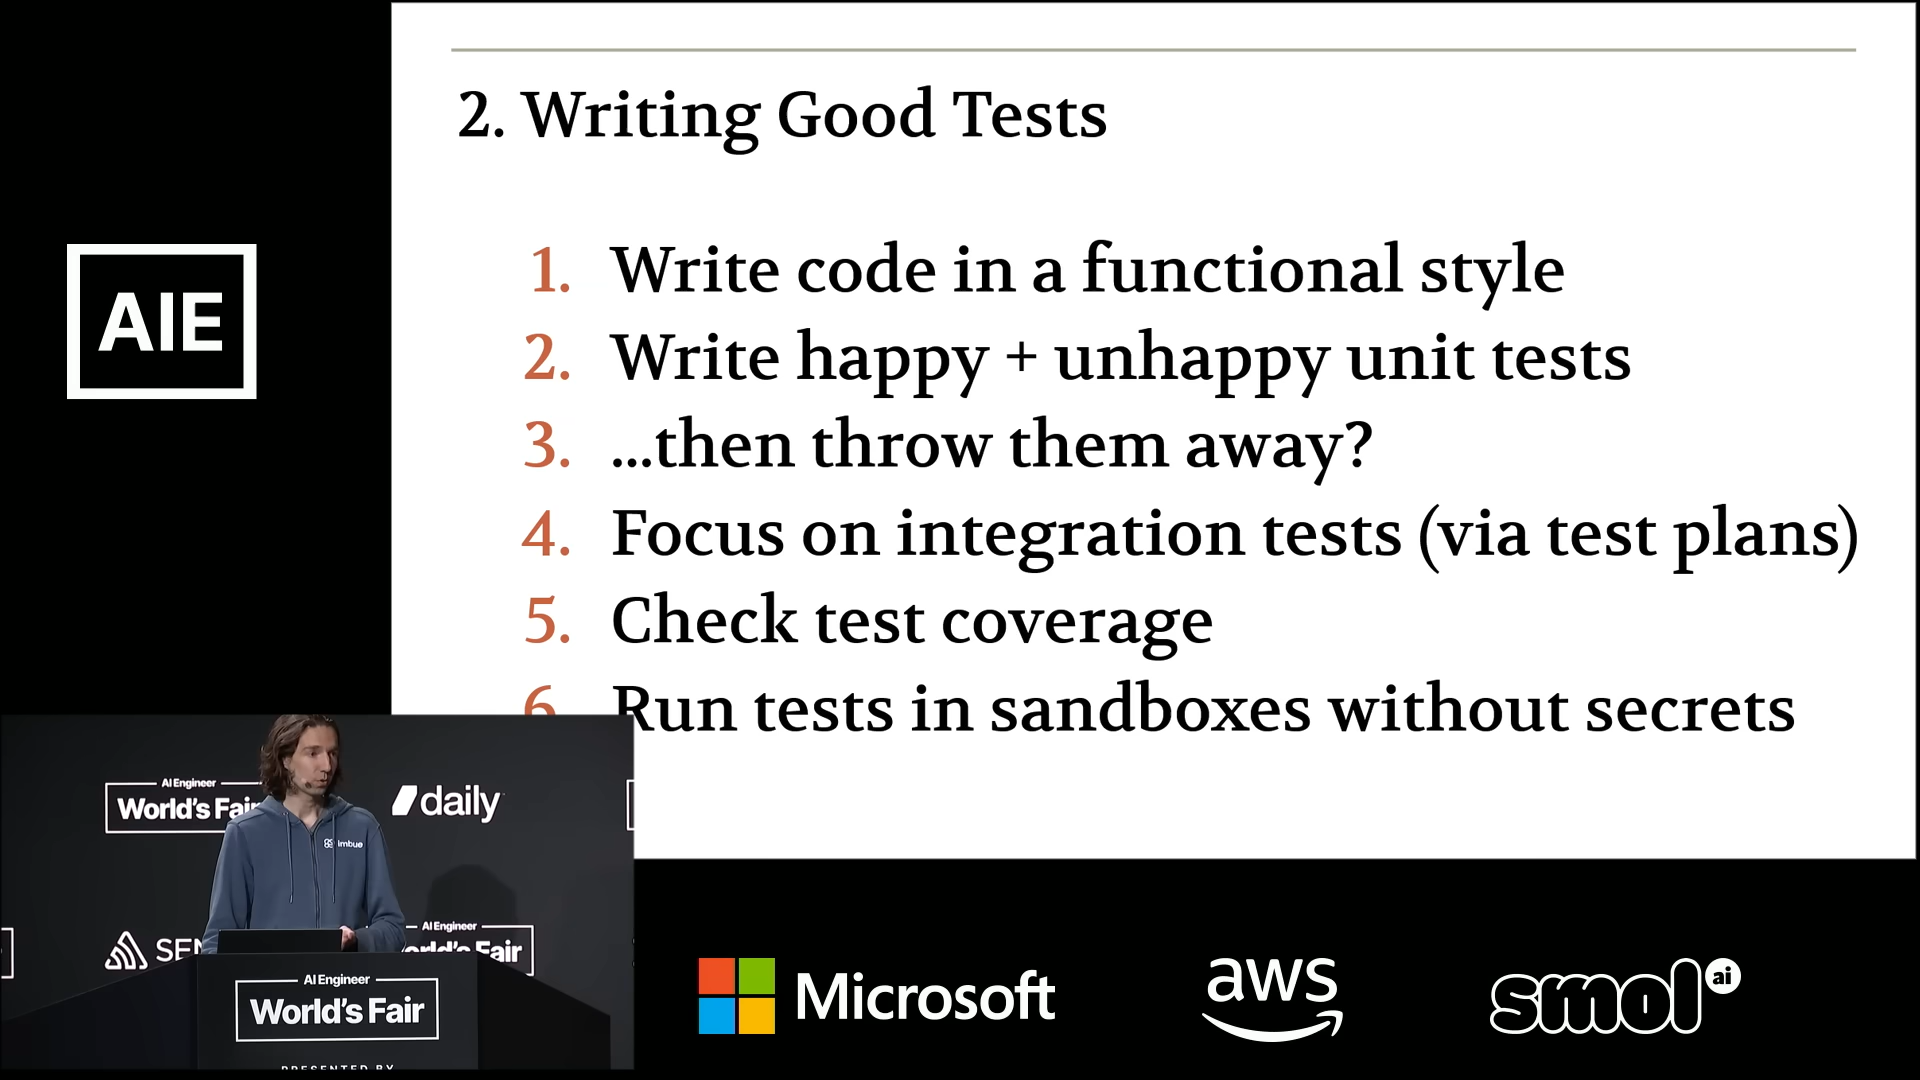 2. Writing Good Tests
1. Write code in a functional style
2. Write happy + unhappy unit tests
3. ...then throw them away?
4. Focus on integration tests (via test plans)
5. Check test coverage
6. Run tests in sandboxes without secrets
AIE
AI Engineer
World's Fair
daily
imbue
SEN
AI Engineer
World's Fair
AI Engineer
World's Fair
PRESENTED BY
Microsoft
aws
smol ai